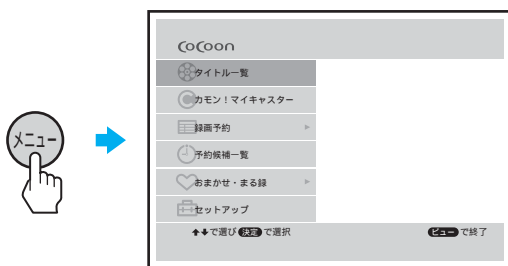 メニュー
CoCoon
タイトル一覧
カモン！マイキャスター
録画予約
予約候補一覧
おまかせ・まる録
セットアップ
で選び 決定 で選択
ビュー で終了